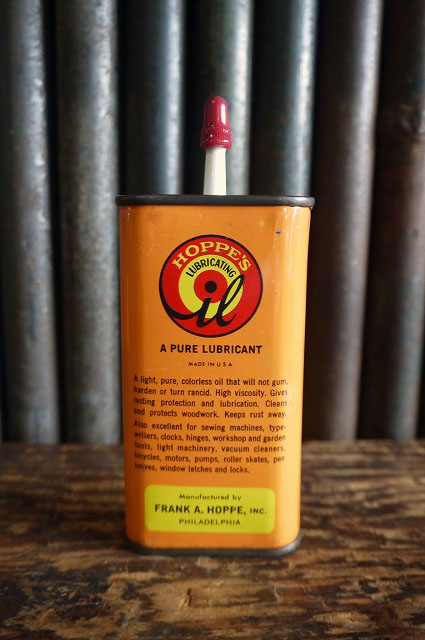 HOPPE'S
LUBRICATING
Oil
A PURE LUBRICANT
MADE IN U S A
A light, pure, colorless oil that will not gum,
harden or turn rancid. High viscosity. Gives
lasting protection and lubrication. Cleans
and protects woodwork. Keeps rust away.
Also excellent for sewing machines, type-
writers, clocks, hinges, workshop and garden
tools, light machinery, vacuum cleaners,
bicycles, motors, pumps, roller skates, pen
knives, window latches and locks.
Manufactured by
FRANK A. HOPPE, INC.
PHILADELPHIA